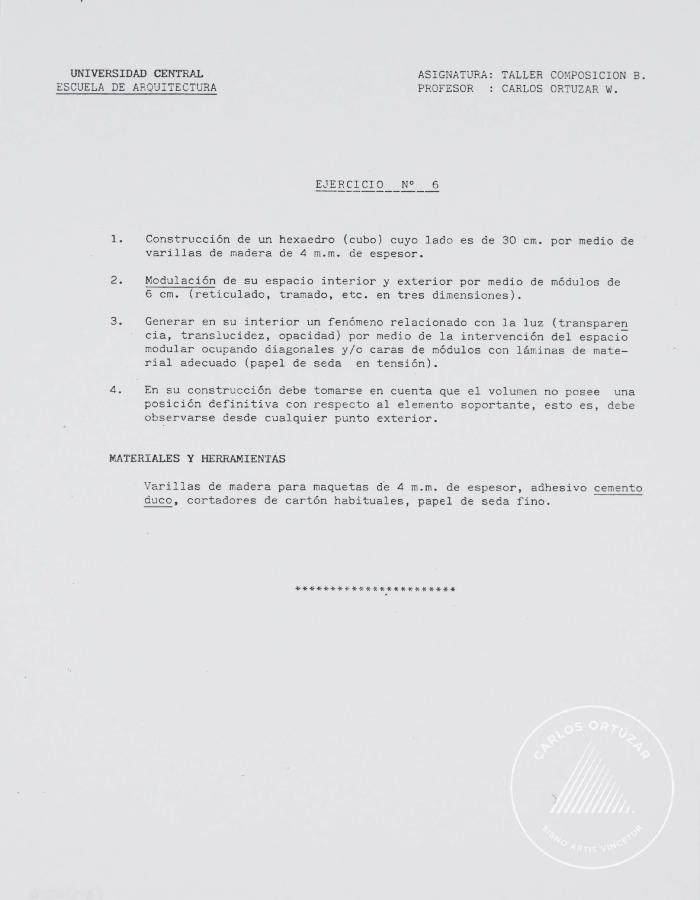 UNIVERSIDAD CENTRAL
ESCUELA DE ARQUITECTURA
ASIGNATURA: TALLER COMPOSICION B.
PROFESOR : CARLOS ORTUZAR W.
EJERCICIO Nº 6
1. Construcción de un hexaedro (cubo) cuyo lado es de 30 cm. por medio de
varillas de madera de 4 m.m. de espesor.
2. Modulación de su espacio interior y exterior por medio de módulos de
6 cm. (reticulado, tramado, etc. en tres dimensiones).
3. Generar en su interior un fenómeno relacionado con la luz (transparen
cia, translucidez, opacidad) por medio de la intervención del espacio
modular ocupando diagonales y/o caras de módulos con láminas de mate-
rial adecuado (papel de seda en tensión).
4. En su construcción debe tomarse en cuenta que el volumen no posee una
posición definitiva con respecto al elemento soportante, esto es, debe
observarse desde cualquier punto exterior.
MATERIALES Y HERRAMIENTAS
Varillas de madera para maquetas de 4 m.m. de espesor, adhesivo cemento
duco, cortadores de cartón habituales, papel de seda fino.
***********************
CARLOS ORTÚZAR
SIGNO ARTIS VINCETUR